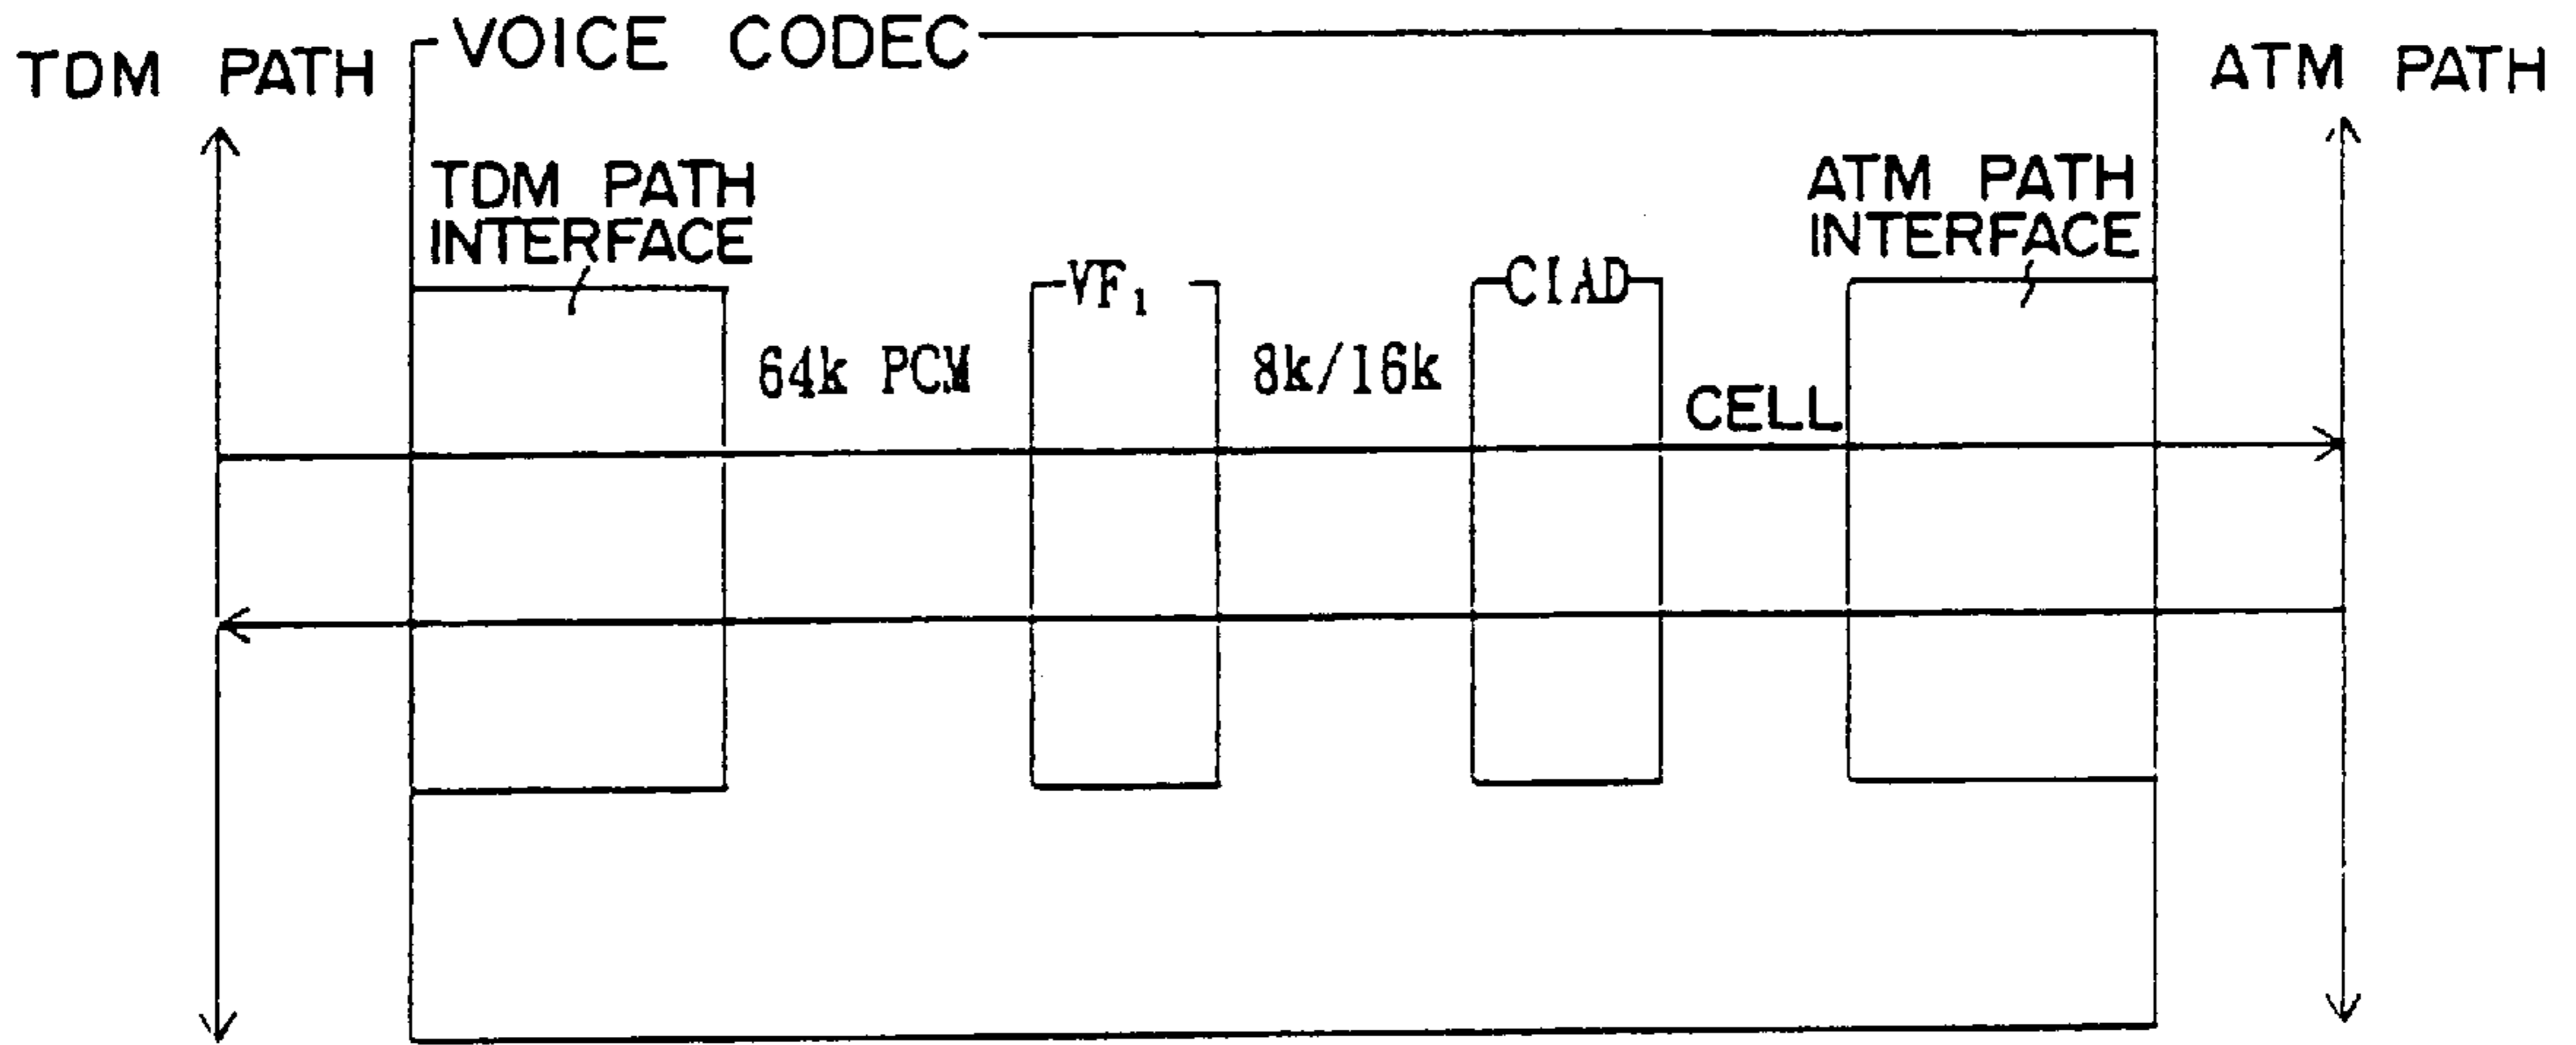 VOICE CODEC
TDM PATH
ATM PATH
TDM PATH
INTERFACE
ATM PATH
INTERFACE
VF₁
CIAD
64k PCM
8k/16k
CELL